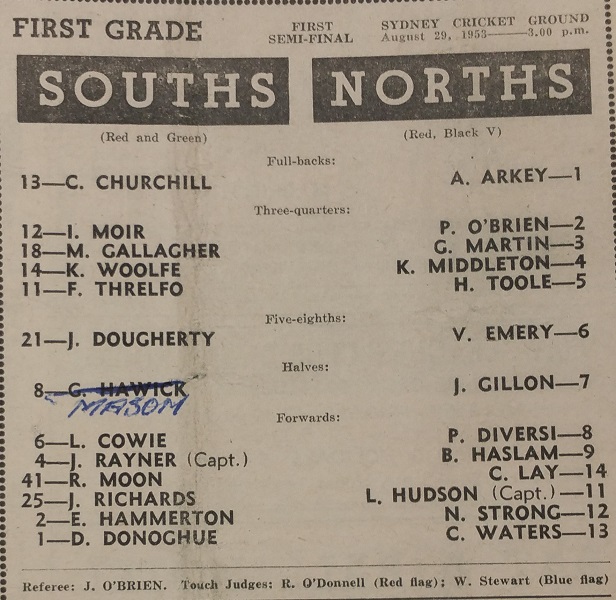 FIRST GRADE FIRST SEMI-FINAL SYDNEY CRICKET GROUND
August 29, 1953——3.00 p.m.
SOUTHS NORTHS
(Red and Green) (Red, Black V)
Full-backs:
13—C. CHURCHILL A. ARKEY—1
Three-quarters:
12—I. MOIR P. O'BRIEN—2
18—M. GALLAGHER G. MARTIN—3
14—K. WOOLFE K. MIDDLETON—4
11—F. THRELFO H. TOOLE—5
Five-eighths:
21—J. DOUGHERTY V. EMERY—6
Halves:
8—G. HAWICK J. GILLON—7
MASON
Forwards:
6—L. COWIE P. DIVERSI—8
4—J. RAYNER (Capt.) B. HASLAM—9
41—R. MOON C. LAY—14
25—J. RICHARDS L. HUDSON (Capt.)—11
2—E. HAMMERTON N. STRONG—12
1—D. DONOGHUE C. WATERS—13
Referee: J. O'BRIEN. Touch Judges: R. O'Donnell (Red flag); W. Stewart (Blue flag)